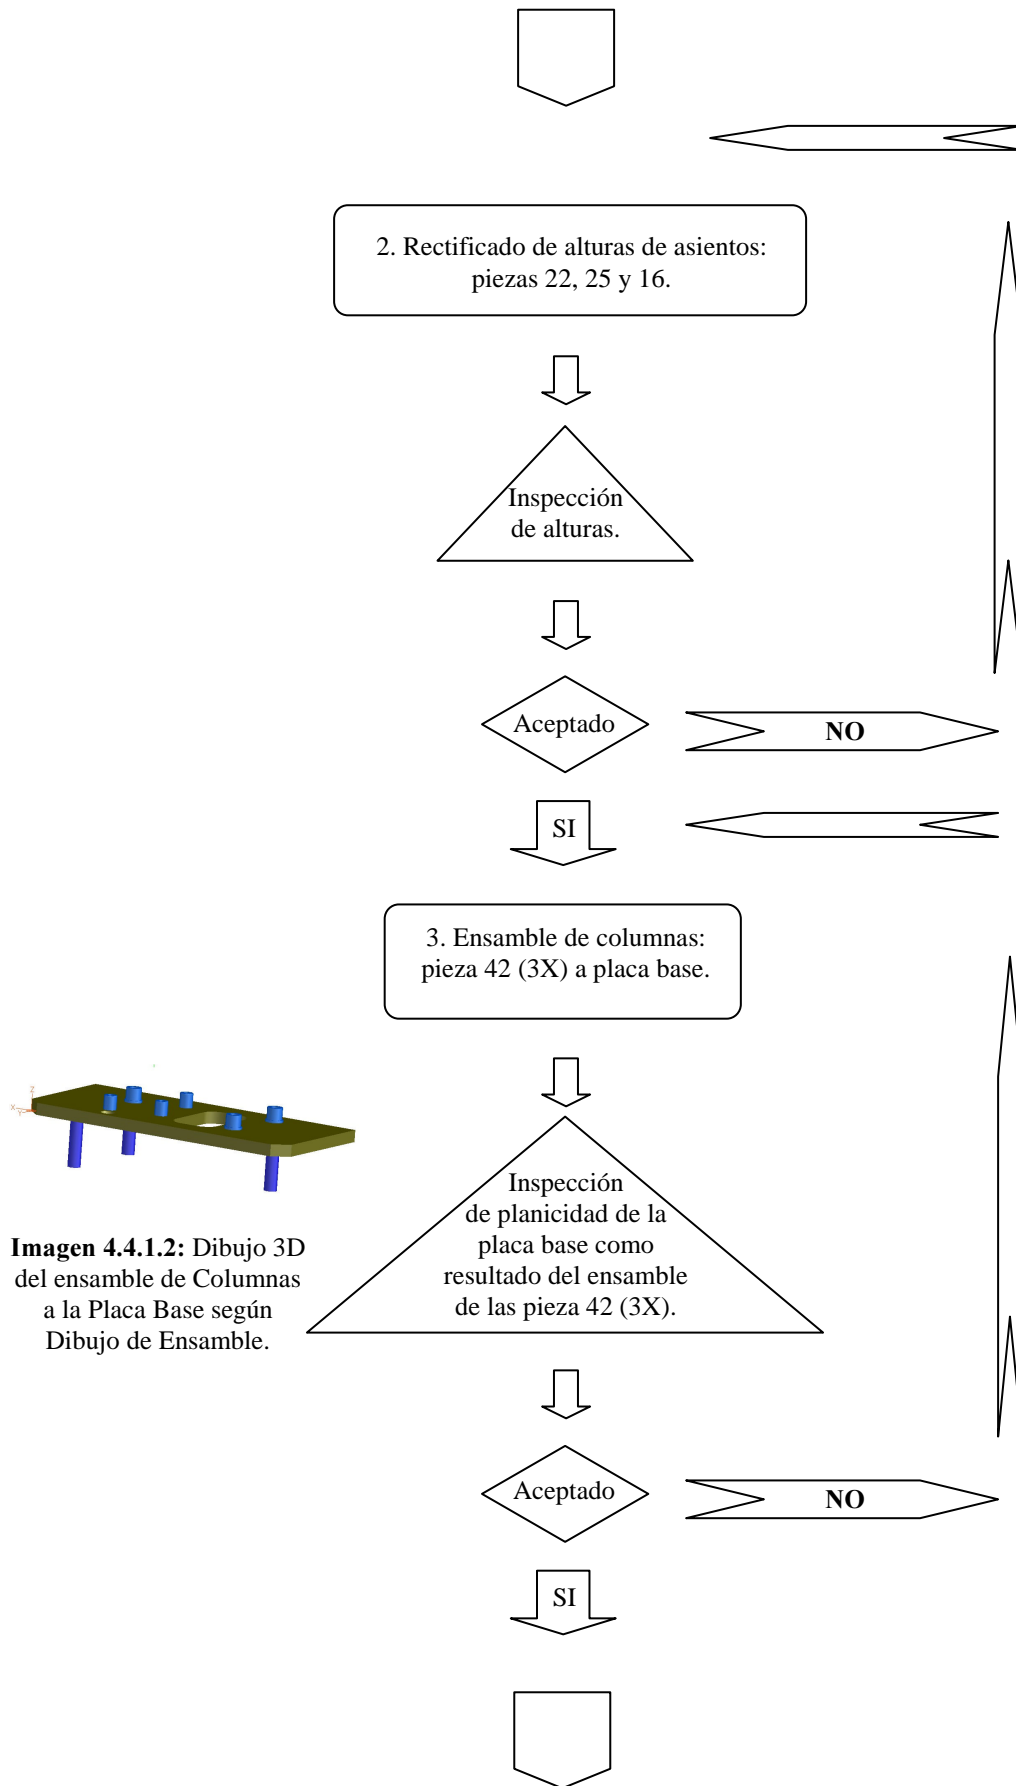 2. Rectificado de alturas de asientos:
piezas 22, 25 y 16.
Inspección
de alturas.
Aceptado
NO
SI
3. Ensamble de columnas:
pieza 42 (3X) a placa base.
Z
X
Y
Imagen 4.4.1.2: Dibujo 3D
del ensamble de Columnas
a la Placa Base según
Dibujo de Ensamble.
Inspección
de planicidad de la
placa base como
resultado del ensamble
de las pieza 42 (3X).
Aceptado
NO
SI